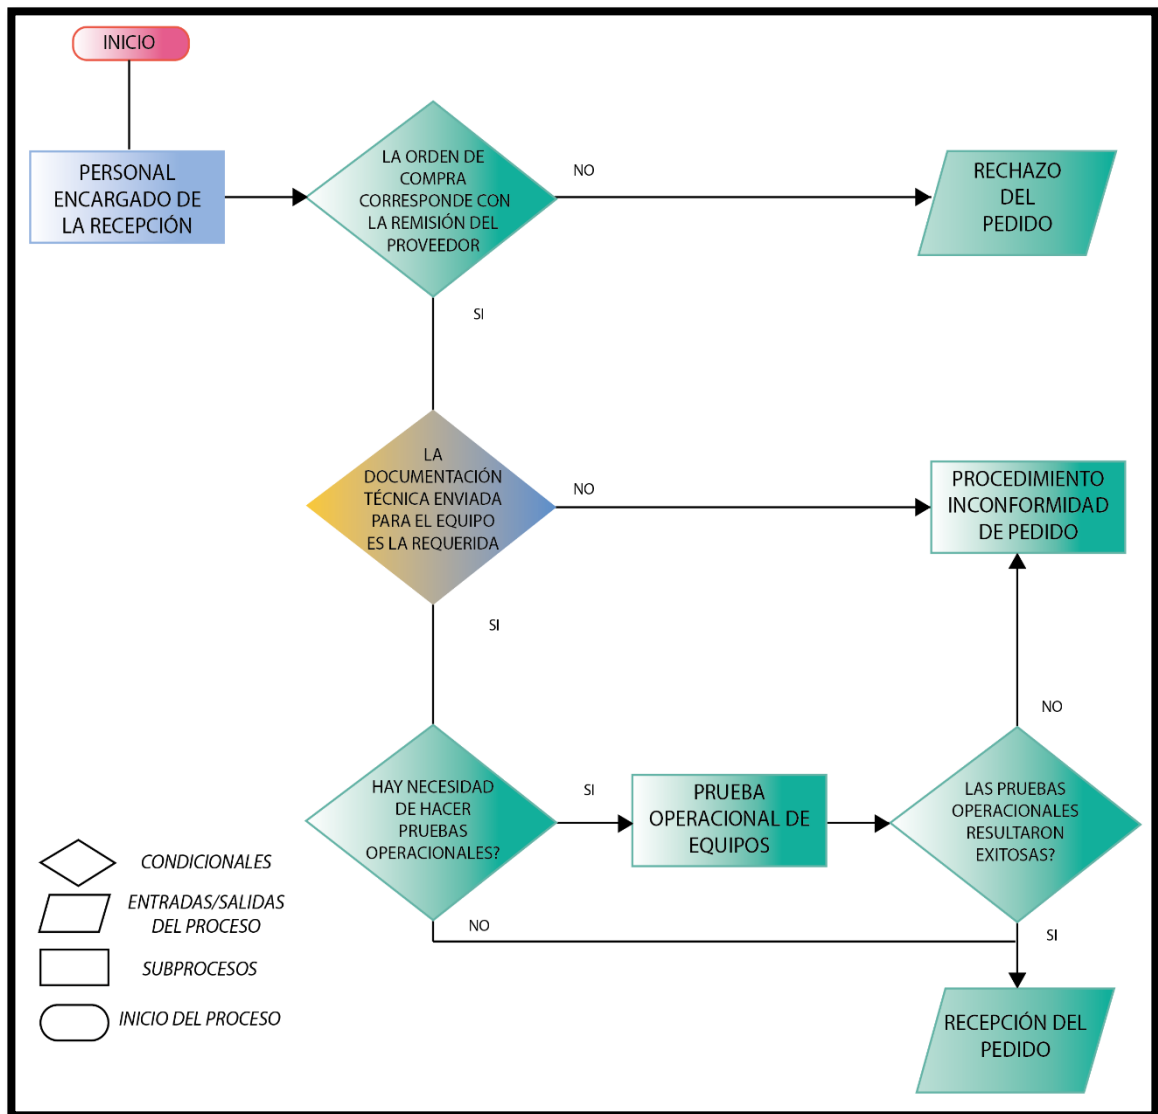 INICIO
PERSONAL
ENCARGADO DE
LA RECEPCIÓN
LA ORDEN DE
COMPRA
CORRESPONDE CON
LA REMISIÓN DEL
PROVEEDOR
NO
RECHAZO
DEL
PEDIDO
SI
LA
DOCUMENTACIÓN
TÉCNICA ENVIADA
PARA EL EQUIPO
ES LA REQUERIDA
NO
PROCEDIMIENTO
INCONFORMIDAD
DE PEDIDO
SI
HAY NECESIDAD
DE HACER
PRUEBAS
OPERACIONALES?
SI
PRUEBA
OPERACIONAL DE
EQUIPOS
LAS PRUEBAS
OPERACIONALES
RESULTARON
EXITOSAS?
NO
NO
SI
RECEPCIÓN DEL
PEDIDO
CONDICIONALES
ENTRADAS/SALIDAS
DEL PROCESO
SUBPROCESOS
INICIO DEL PROCESO